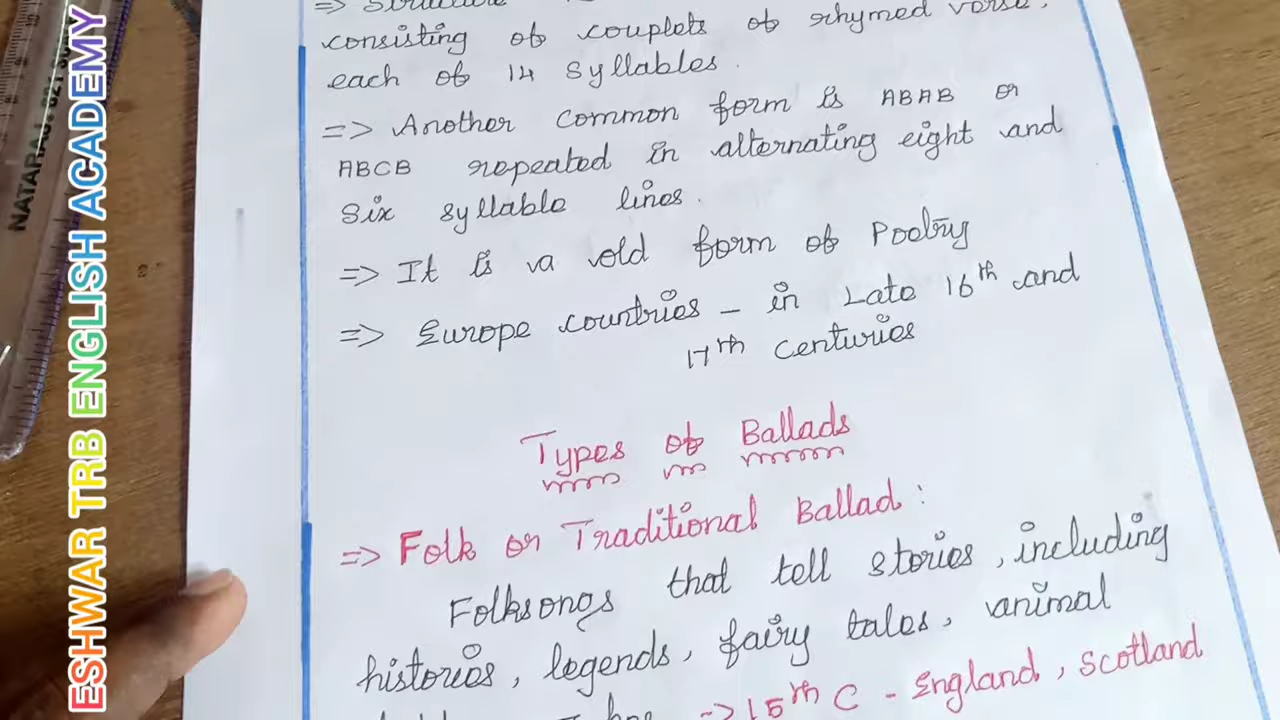 => Structure
consisting of couplets of rhymed verse,
each of 14 syllables.
=> Another common form is ABAB or
ABCB repeated in alternating eight and
six syllable lines.
=> It is a old form of Poetry
=> Europe countries - in Late 16th and
17th centuries
Types of Ballads
=> Folk or Traditional Ballad:
Folksongs that tell stories, including
histories, legends, fairy tales, animal
-> 15th C - England, Scotland
NATARAJ 621
ESHWAR TRB ENGLISH ACADEMY